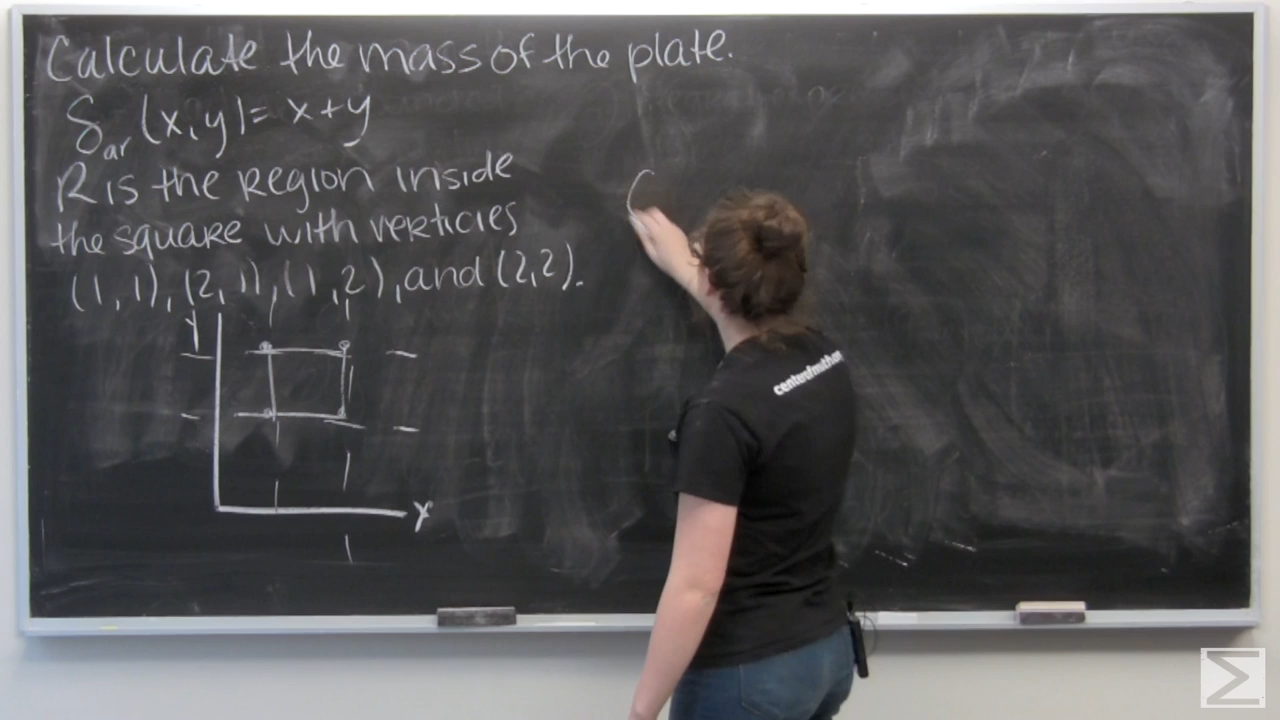 Calculate the mass of the plate.
δar (x,y) = x+y
R is the region inside
the square with verticies
(1,1), (2,1), (1,2), and (2,2).
y
x
Σ